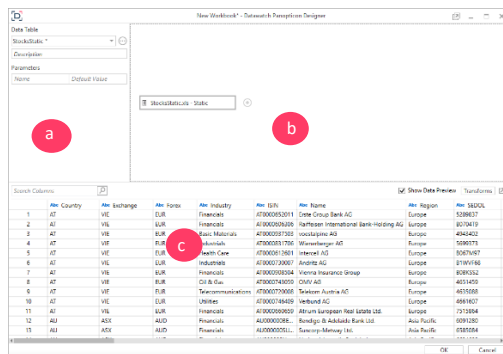 New Workbook* - Datawatch Panopticon Designer
Data Table
StocksStatic *
Description
Parameters
Name Default Value
StocksStatic.xls - Static
a
b
Search Columns
Show Data Preview Transforms
Abc Country Abc Exchange Abc Forex Abc Industry Abc ISIN Abc Name Abc Region Abc SEDOL
1 AT VIE EUR Financials AT0000652011 Erste Group Bank AG Europe 5289837
2 AT VIE EUR Financials AT0000606306 Raiffeisen International Bank-Holding AG Europe
3 AT VIE EUR Basic Materials AT0000937503 voestalpine AG Europe 4943402
4 AT VIE EUR Industrials AT0000831706 Wienerberger AG Europe 5699373
5 AT VIE EUR Health Care AT0000612601 Intercell AG Europe
6 AT VIE EUR Industrials AT0000730007 Andritz AG Europe B1WVF68
7 AT VIE EUR Financials AT0000908504 Vienna Insurance Group Europe
8 AT VIE EUR Oil & Gas AT0000743059 OMV AG Europe 4651459
9 AT VIE EUR Telecommunications AT0000720008 Telekom Austria AG Europe 4635088
10 AT VIE EUR Utilities AT0000746409 Verbund AG Europe 4661607
11 AT VIE EUR Financials AT0000660659 Atrium European Real Estate Ltd. Europe
12 AU ASX AUD Financials Bendigo & Adelaide Bank Ltd. Asia Pacific
13 AU ASX AUD Financials Suncorp-Metway Ltd. Asia Pacific
c
OK Cancel